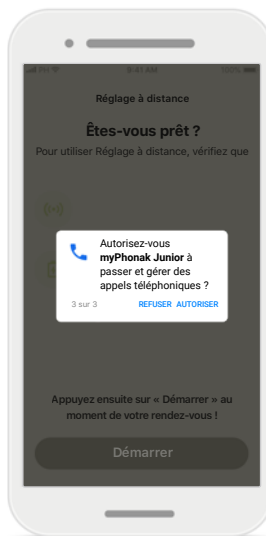 9:41 AM
100%
Réglage à distance
Êtes-vous prêt ?
Pour utiliser Réglage à distance, vérifiez que
Autorisez-vous
myPhonak Junior à
passer et gérer des
appels téléphoniques ?
3 sur 3 REFUSER AUTORISER
Appuyez ensuite sur « Démarrer » au
moment de votre rendez-vous !
Démarrer